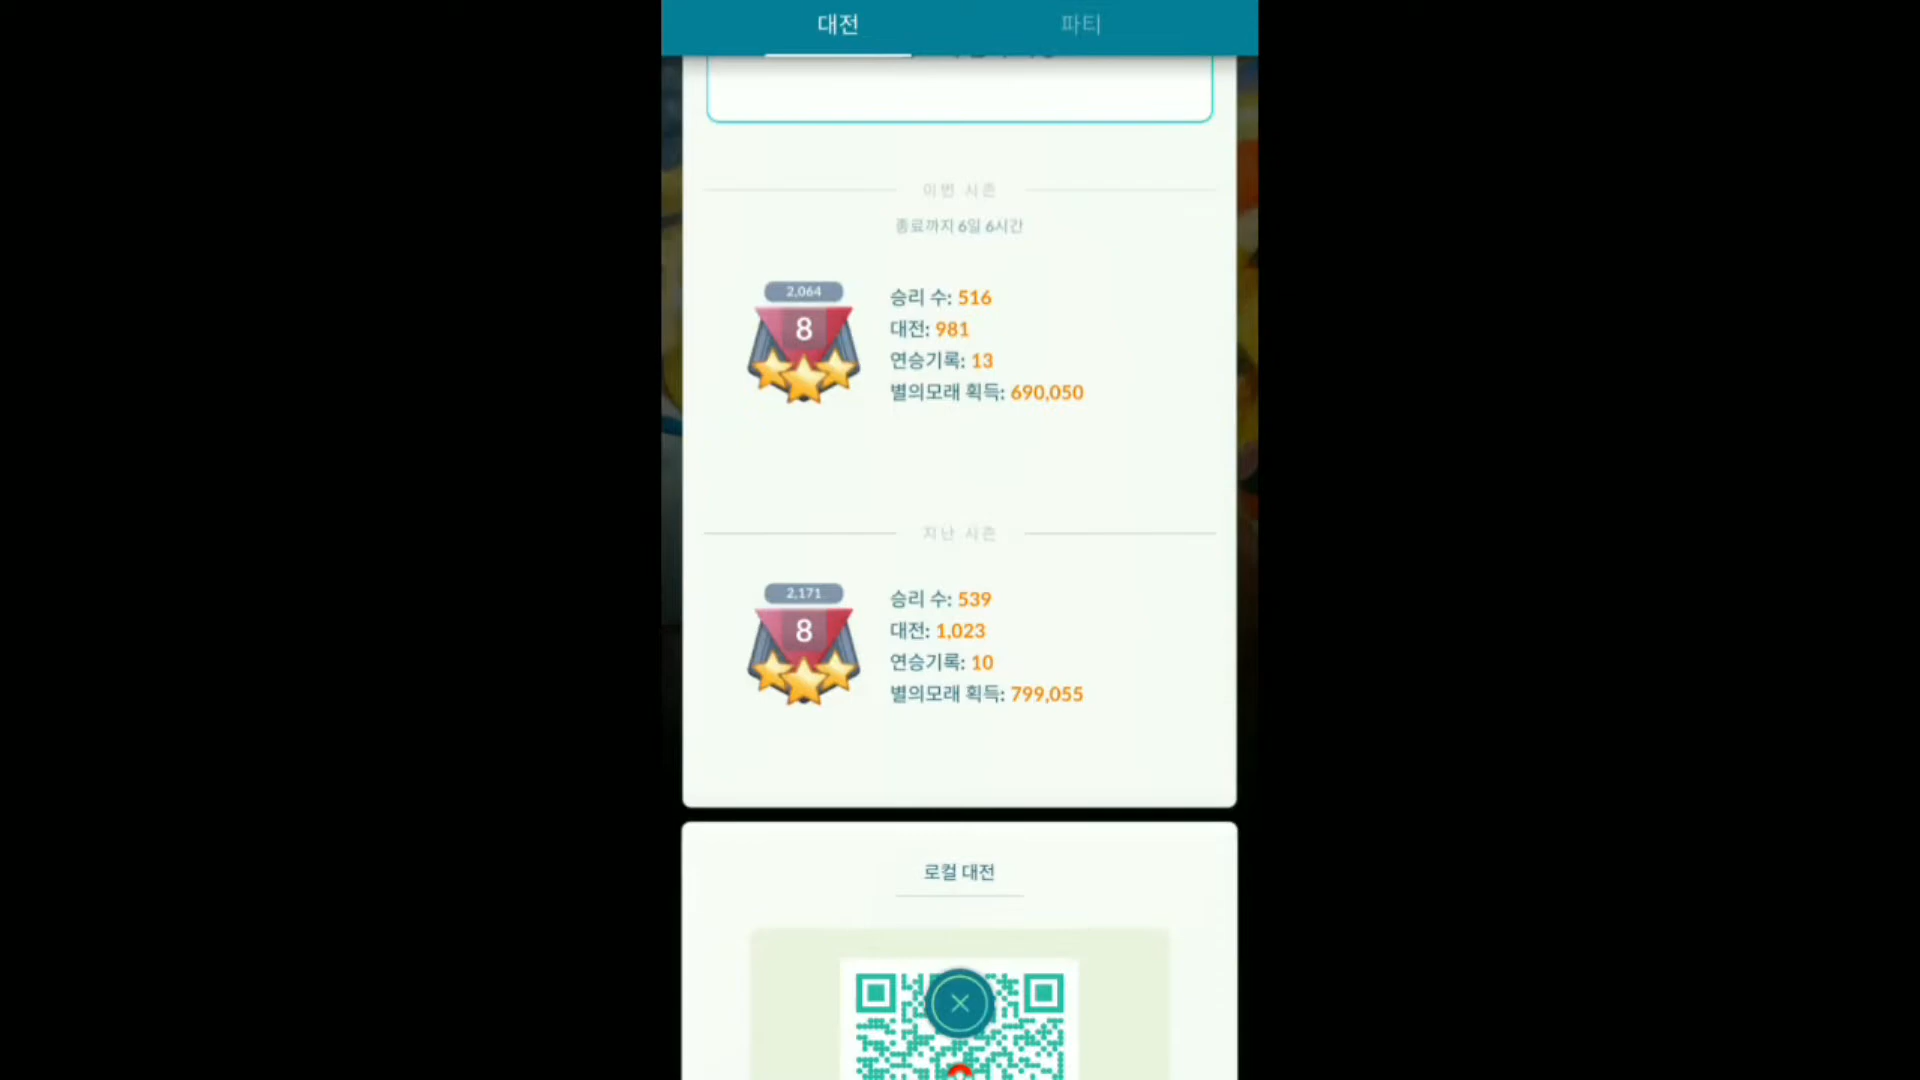 대전
파티
이번 시즌
종료까지 6일 6시간
2,064
8
승리 수: 516
대전: 981
연승기록: 13
별의모래 획득: 690,050
지난 시즌
2,171
8
승리 수: 539
대전: 1,023
연승기록: 10
별의모래 획득: 799,055
로컬 대전